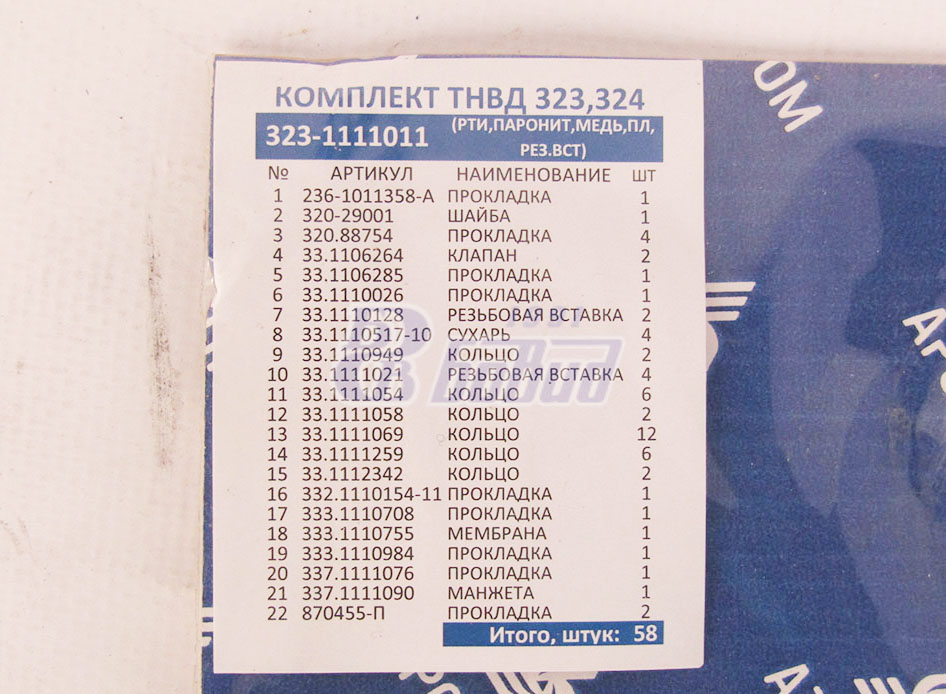 КОМПЛЕКТ ТНВД 323,324
323-1111011 (РТИ,ПАРОНИТ,МЕДЬ,ПЛ,
РЕЗ.ВСТ)
№ АРТИКУЛ НАИМЕНОВАНИЕ ШТ
1 236-1011358-А ПРОКЛАДКА 1
2 320-29001 ШАЙБА 1
3 320.88754 ПРОКЛАДКА 4
4 33.1106264 КЛАПАН 2
5 33.1106285 ПРОКЛАДКА 1
6 33.1110026 ПРОКЛАДКА 1
7 33.1110128 РЕЗЬБОВАЯ ВСТАВКА 2
8 33.1110517-10 СУХАРЬ 4
9 33.1110949 КОЛЬЦО 2
10 33.1111021 РЕЗЬБОВАЯ ВСТАВКА 4
11 33.1111054 КОЛЬЦО 6
12 33.1111058 КОЛЬЦО 2
13 33.1111069 КОЛЬЦО 12
14 33.1111259 КОЛЬЦО 6
15 33.1112342 КОЛЬЦО 2
16 332.1110154-11 ПРОКЛАДКА 1
17 333.1110708 ПРОКЛАДКА 1
18 333.1110755 МЕМБРАНА 1
19 333.1110984 ПРОКЛАДКА 1
20 337.1111076 ПРОКЛАДКА 1
21 337.1111090 МАНЖЕТА 1
22 870455-П ПРОКЛАДКА 2
Итого, штук: 58